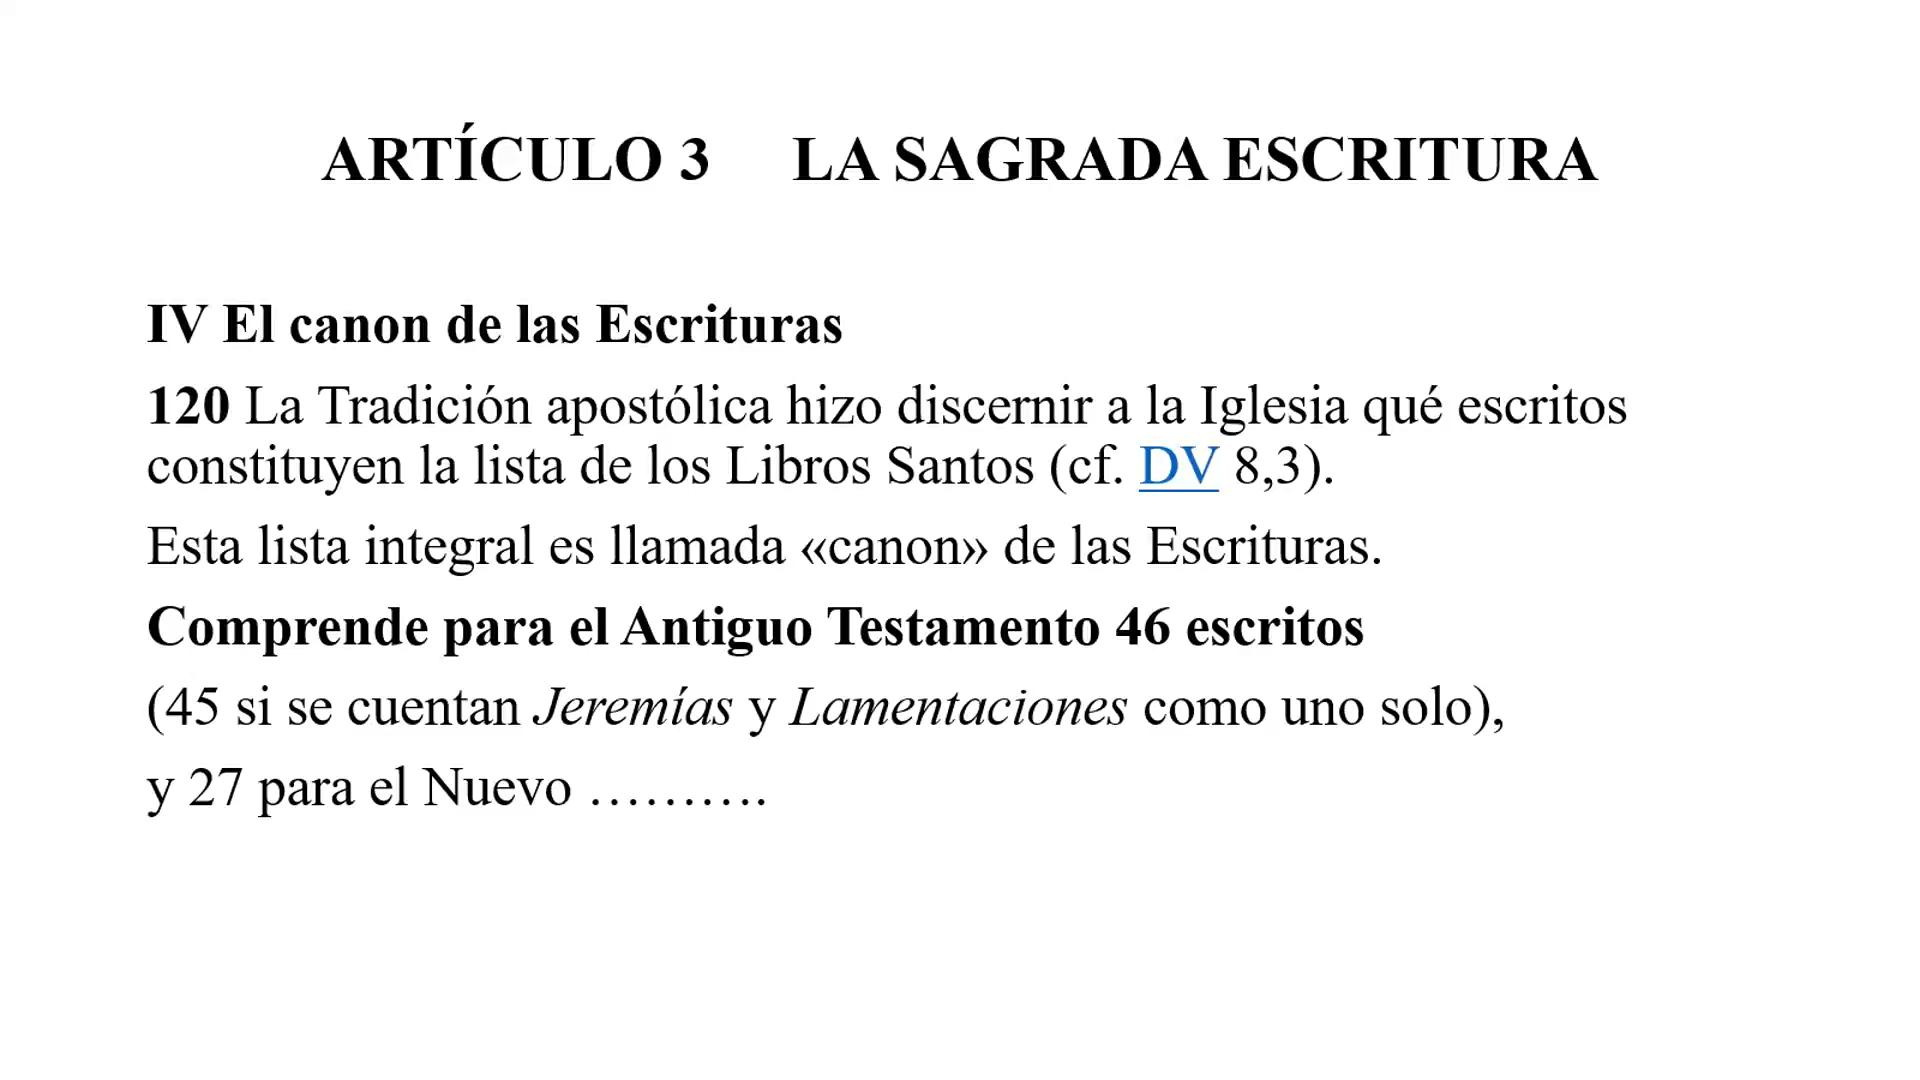 ARTÍCULO 3 LA SAGRADA ESCRITURA
IV El canon de las Escrituras
120 La Tradición apostólica hizo discernir a la Iglesia qué escritos
constituyen la lista de los Libros Santos (cf. DV 8,3).
Esta lista integral es llamada «canon» de las Escrituras.
Comprende para el Antiguo Testamento 46 escritos
(45 si se cuentan Jeremías y Lamentaciones como uno solo),
y 27 para el Nuevo ……….